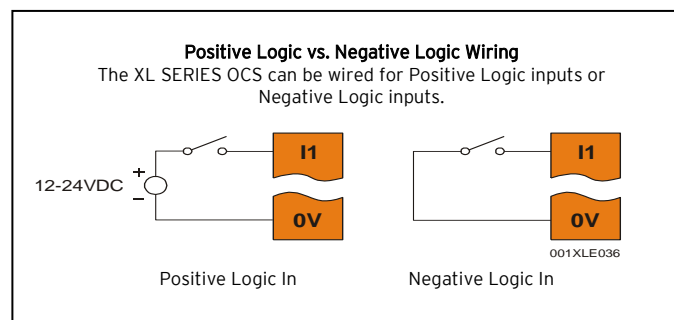 Positive Logic vs. Negative Logic Wiring
The XL SERIES OCS can be wired for Positive Logic inputs or
Negative Logic inputs.
I1
I1
+
12-24VDC
–
0V
0V
001XLE036
Positive Logic In
Negative Logic In